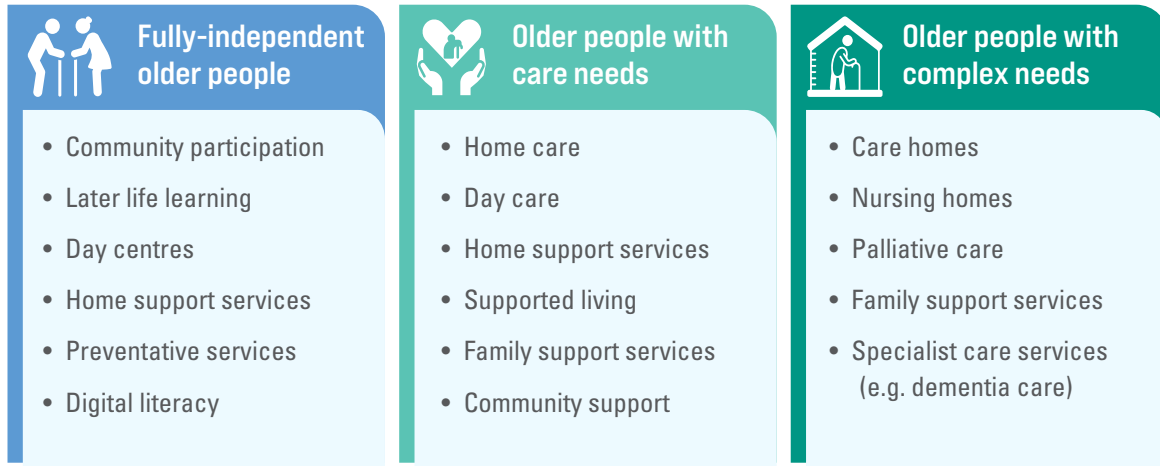 Fully-independent
older people
• Community participation
• Later life learning
• Day centres
• Home support services
• Preventative services
• Digital literacy
Older people with
care needs
• Home care
• Day care
• Home support services
• Supported living
• Family support services
• Community support
Older people with
complex needs
• Care homes
• Nursing homes
• Palliative care
• Family support services
• Specialist care services
(e.g. dementia care)